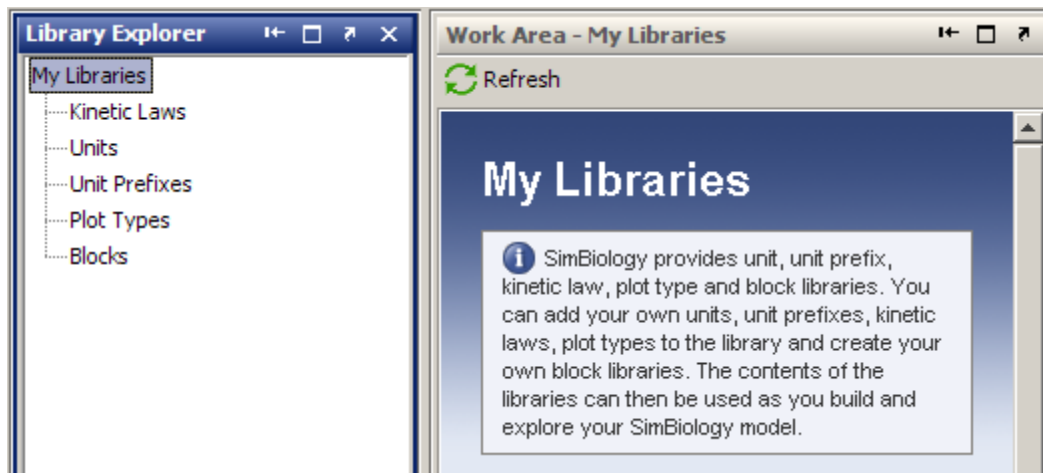 Library Explorer
My Libraries
Kinetic Laws
Units
Unit Prefixes
Plot Types
Blocks
Work Area - My Libraries
Refresh
My Libraries
SimBiology provides unit, unit prefix,
kinetic law, plot type and block libraries. You
can add your own units, unit prefixes, kinetic
laws, plot types to the library and create your
own block libraries. The contents of the
libraries can then be used as you build and
explore your SimBiology model.